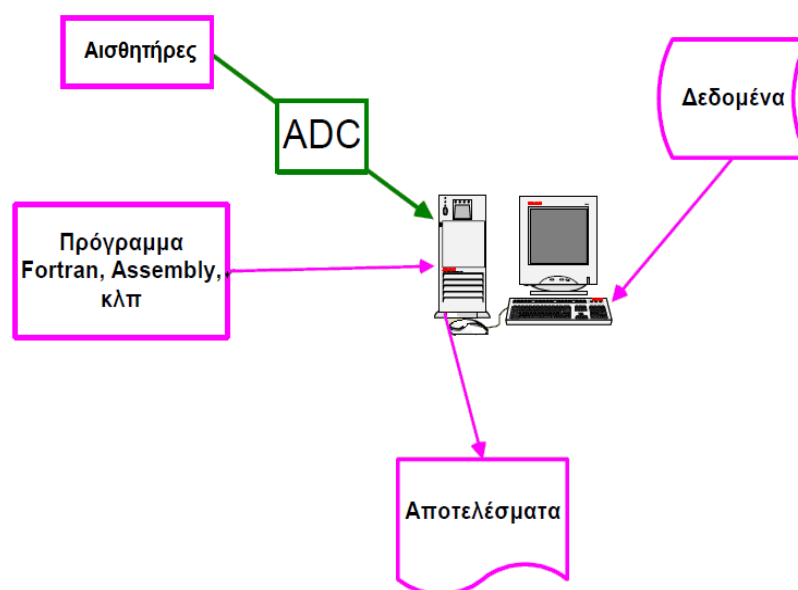 Αισθητήρες
ADC
Δεδομένα
Πρόγραμμα
Fortran, Assembly,
κλπ
Αποτελέσματα